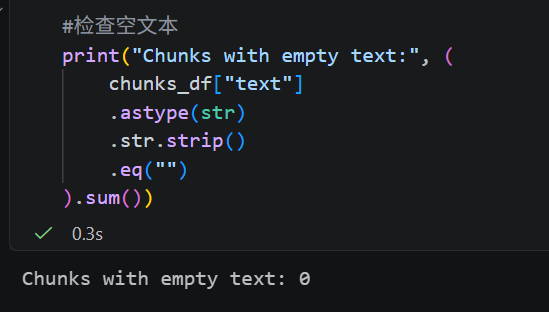 #检查空文本
print("Chunks with empty text:", (
    chunks_df["text"]
    .astype(str)
    .str.strip()
    .eq("")
).sum())
0.3s
Chunks with empty text: 0